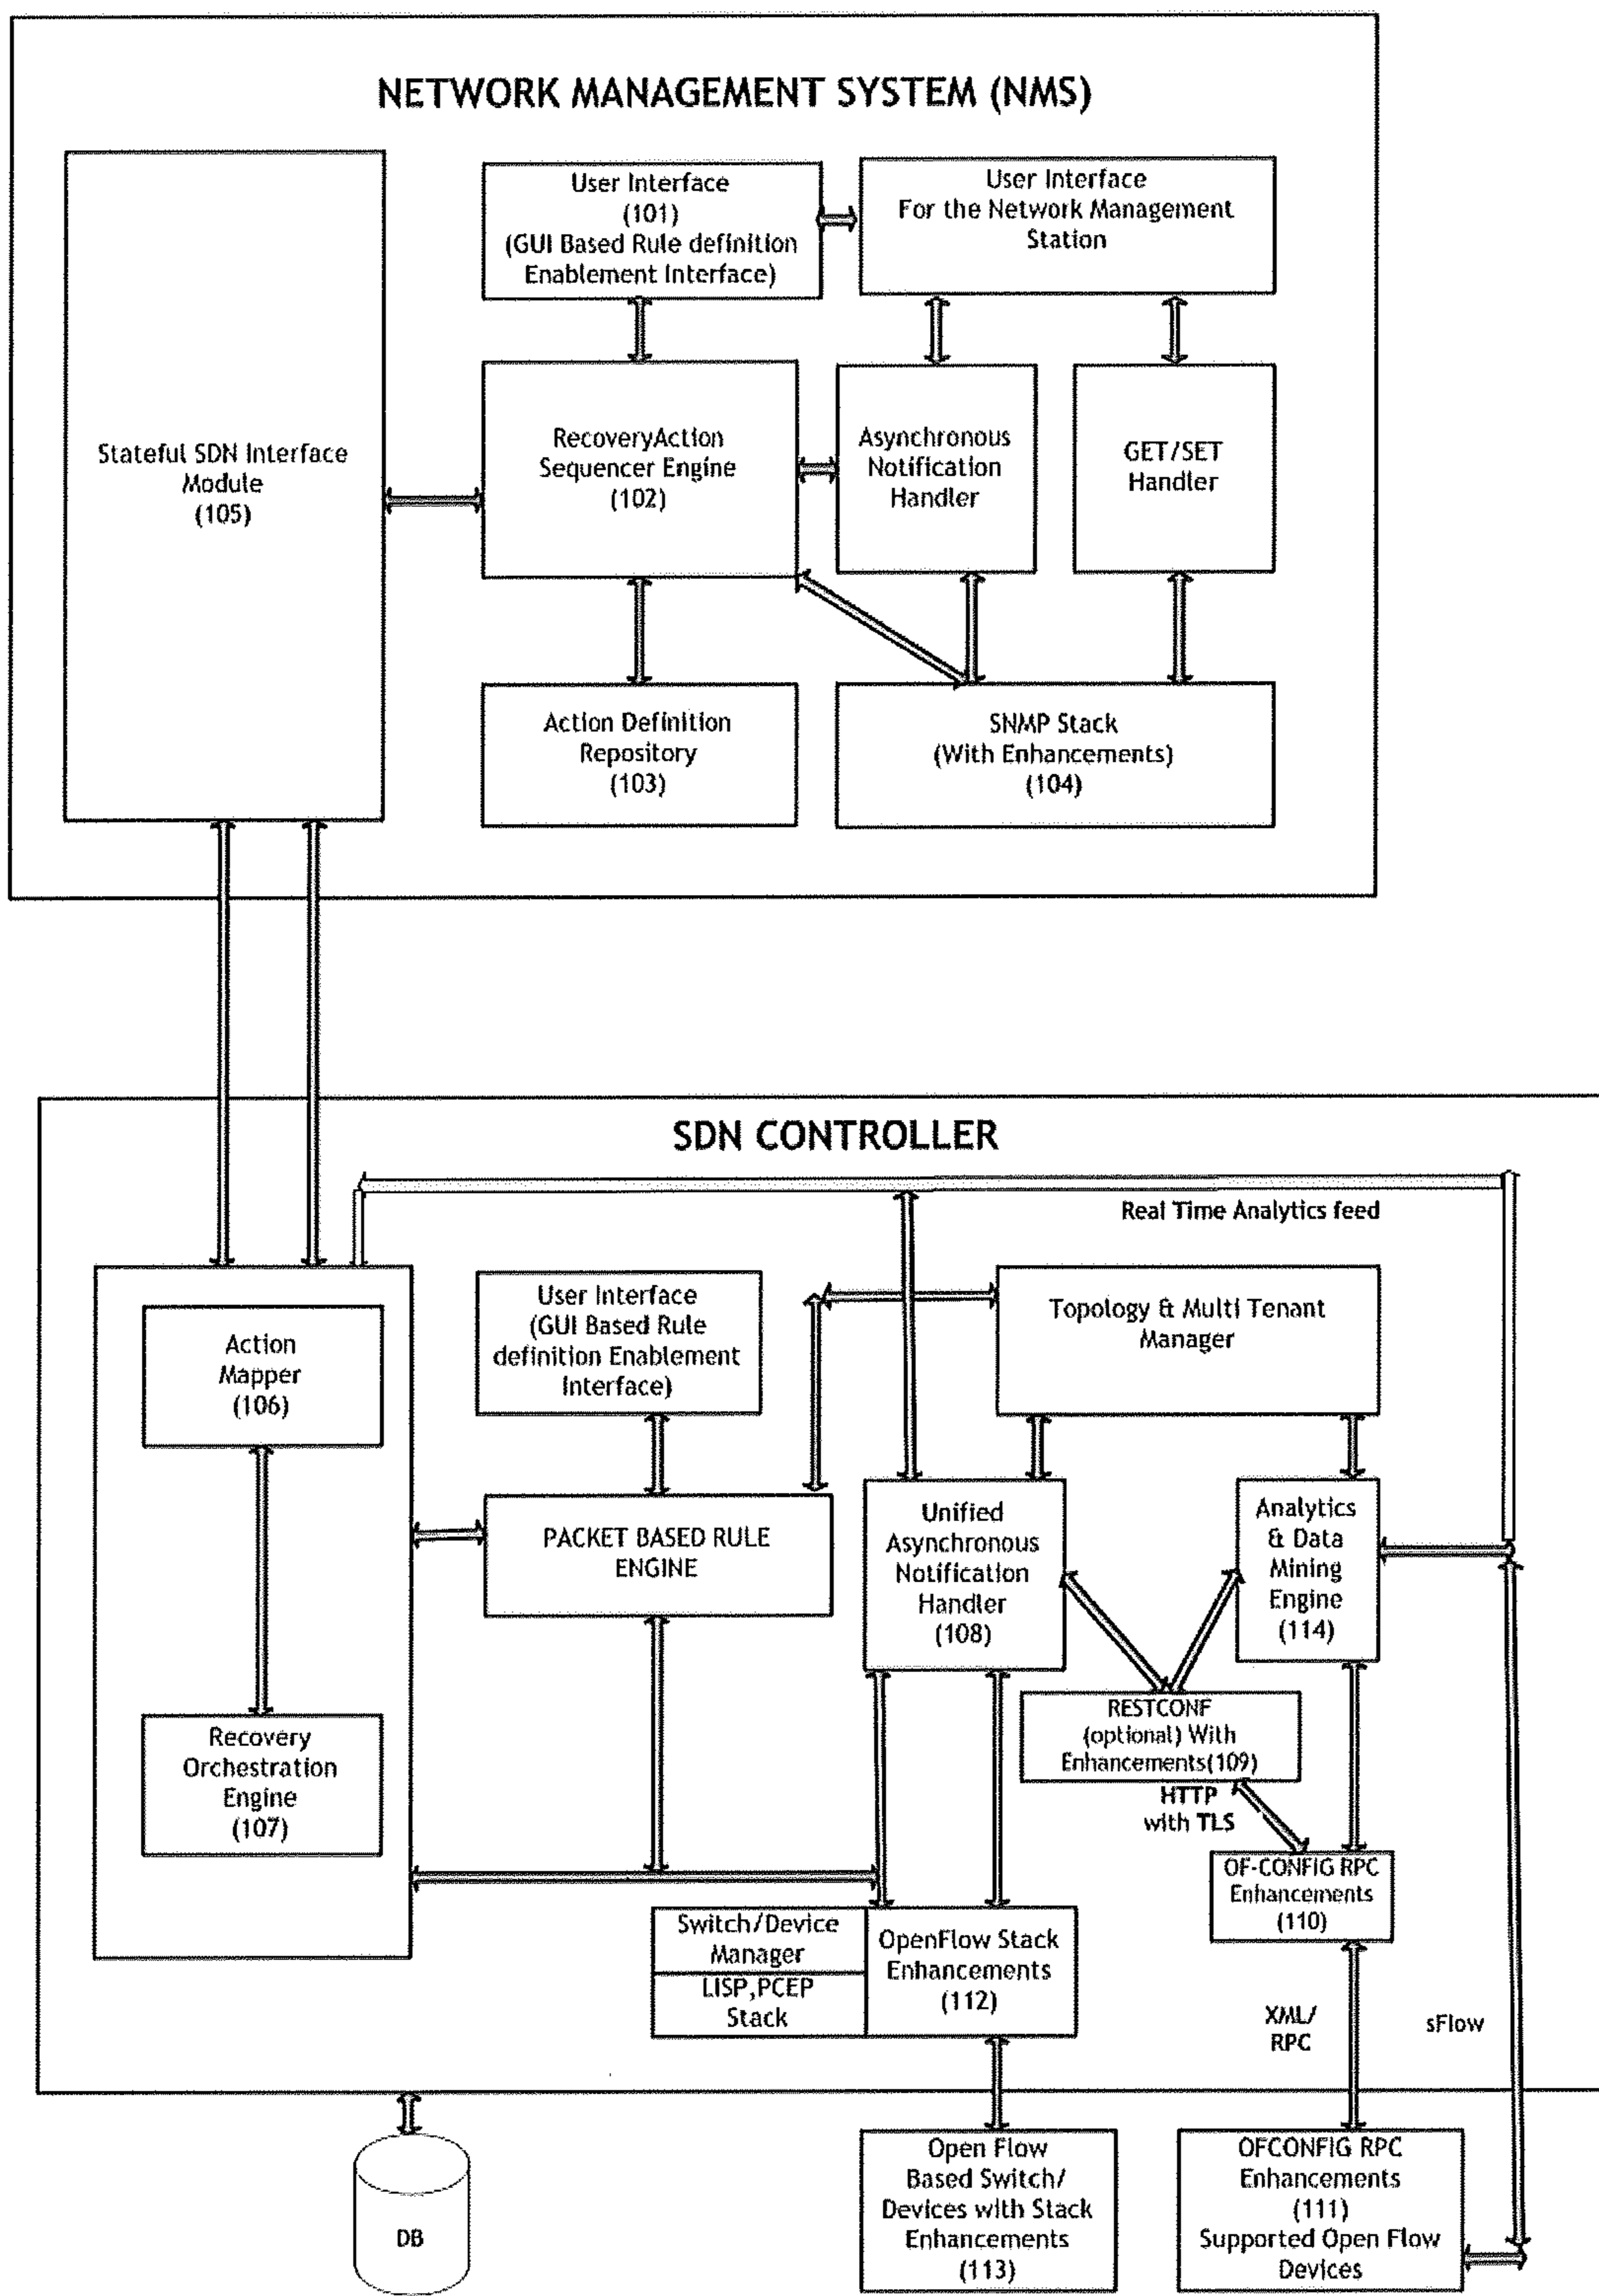 NETWORK MANAGEMENT SYSTEM (NMS)
Stateful SDN Interface
Module
(105)
User Interface
(101)
(GUI Based Rule definition
Enablement Interface)
User Interface
For the Network Management
Station
RecoveryAction
Sequencer Engine
(102)
Asynchronous
Notification
Handler
GET/SET
Handler
Action Definition
Repository
(103)
SNMP Stack
(With Enhancements)
(104)
SDN CONTROLLER
Real Time Analytics feed
Action
Mapper
(106)
User Interface
(GUI Based Rule
definition Enablement
Interface)
Topology & Multi Tenant
Manager
PACKET BASED RULE
ENGINE
Unified
Asynchronous
Notification
Handler
(108)
Analytics
& Data
Mining
Engine
(114)
Recovery
Orchestration
Engine
(107)
RESTCONF
(optional) With
Enhancements(109)
HTTP
with TLS
OF-CONFIG RPC
Enhancements
(110)
Switch/Device
Manager
LISP,PCEP
Stack
OpenFlow Stack
Enhancements
(112)
XML/
RPC
sFlow
DB
Open Flow
Based Switch/
Devices with Stack
Enhancements
(113)
OFCONFIG RPC
Enhancements
(111)
Supported Open Flow
Devices